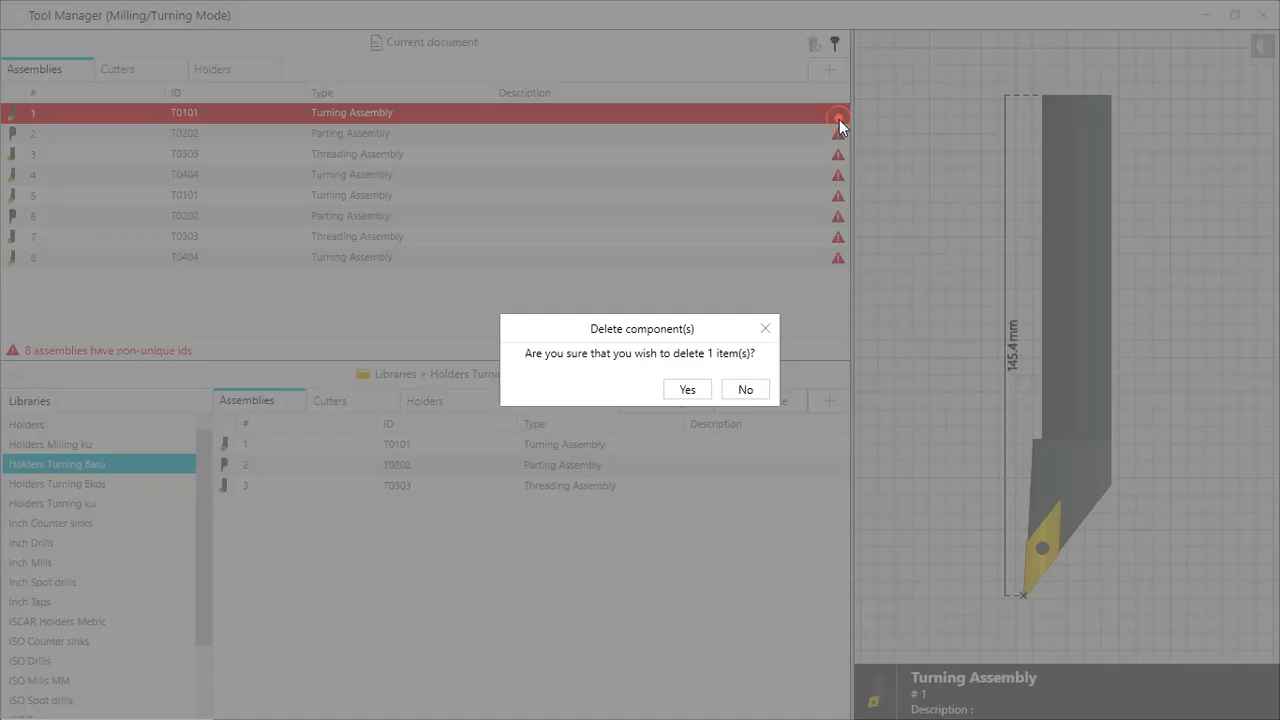 Tool Manager (Milling/Turning Mode)
Current document
Assemblies Cutters Holders
# ID Type Description
1 T0101 Turning Assembly
2 T0202 Parting Assembly
3 T0303 Threading Assembly
4 T0404 Turning Assembly
5 T0101 Turning Assembly
6 T0202 Parting Assembly
7 T0303 Threading Assembly
8 T0404 Turning Assembly
8 assemblies have non-unique ids
Delete component(s)
Are you sure that you wish to delete 1 item(s)?
Yes No
Libraries > Holders
Libraries
Assemblies Cutters Holders
# ID Type Description
1 T0101 Turning Assembly
2 T0202 Parting Assembly
3 T0303 Threading Assembly
Holders
Holders Milling ku
Holders Turning Baru
Holders Turning Ekos
Holders Turning ku
Inch Counter sinks
Inch Drills
Inch Mills
Inch Spot drills
Inch Taps
ISCAR Holders Metric
ISO Counter sinks
ISO Drills
ISO Mills MM
ISO Spot drills
145.4mm
Turning Assembly
# 1
Description :